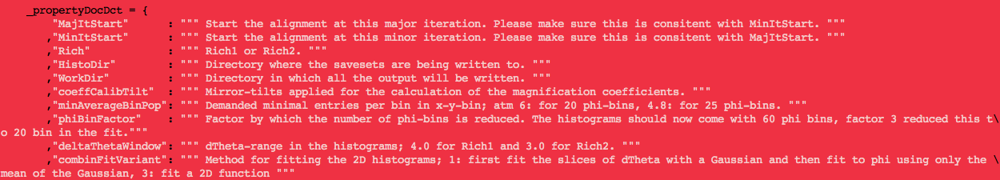 _propertyDocDct = {
"MajItStart" : """ Start the alignment at this major iteration. Please make sure this is consitent with MinItStart. """
,"MinItStart" : """ Start the alignment at this minor iteration. Please make sure this is consitent with MajItStart. """
,"Rich" : """ Rich1 or Rich2. """
,"HistoDir" : """ Directory where the savesets are being written to. """
,"WorkDir" : """ Directory in which all the output will be written. """
,"coeffCalibTilt" : """ Mirror-tilts applied for the calculation of the magnification coefficients. """
,"minAverageBinPop": """ Demanded minimal entries per bin in x-y-bin; atm 6: for 20 phi-bins, 4.8: for 25 phi-bins. """
,"phiBinFactor" : """ Factor by which the number of phi-bins is reduced. The histograms should now come with 60 phi bins, factor 3 reduced this t\
o 20 bin in the fit."""
,"deltaThetaWindow": """ dTheta-range in the histograms; 4.0 for Rich1 and 3.0 for Rich2. """
,"combinFitVariant": """ Method for fitting the 2D histograms; 1: first fit the slices of dTheta with a Gaussian and then fit to phi using only the \
mean of the Gaussian, 3: fit a 2D function """